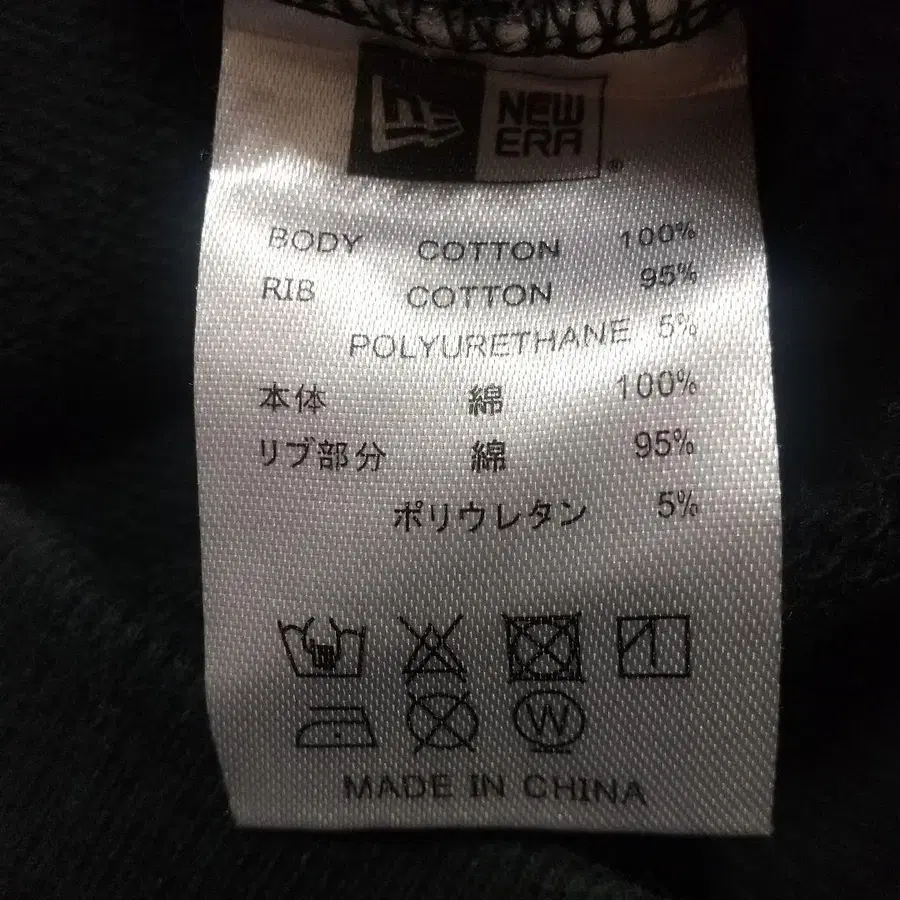 NEW
ERA
®
BODY COTTON 100%
RIB COTTON 95%
POLYURETHANE 5%
本体 綿 100%
リブ部分 綿 95%
ポリウレタン 5%
W
MADE IN CHINA